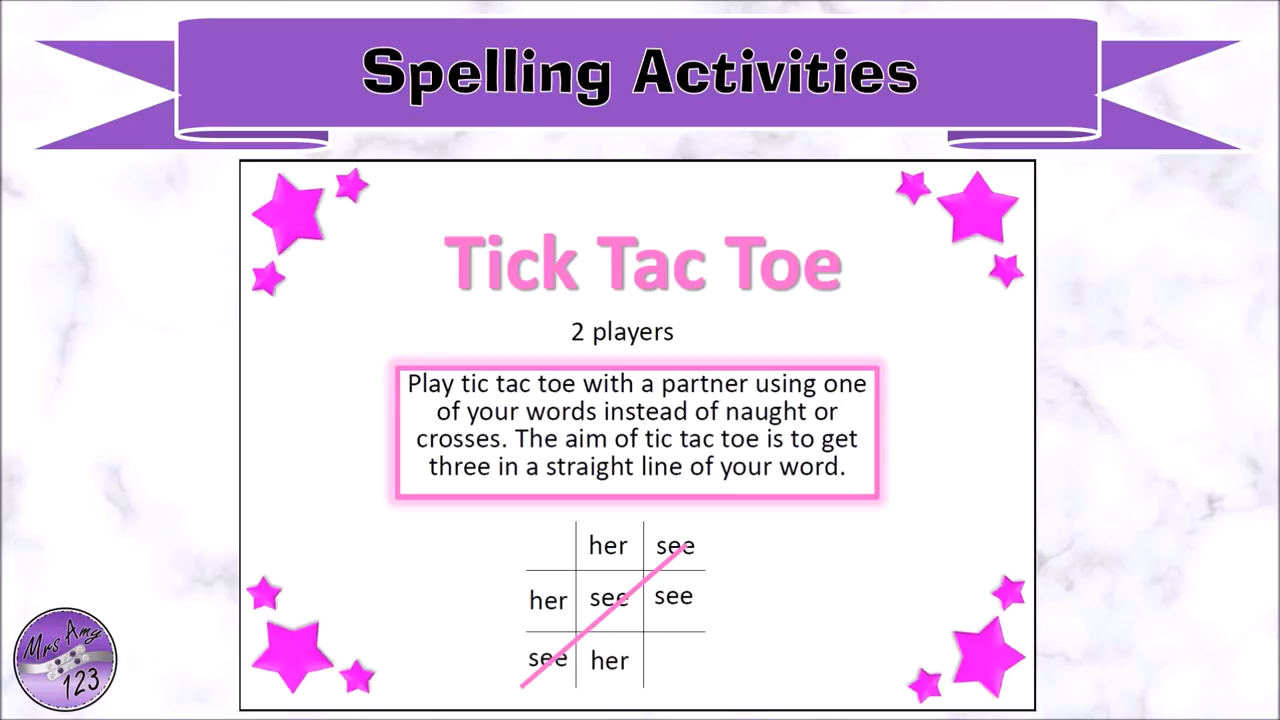 Spelling Activities
Tick Tac Toe
2 players
Play tic tac toe with a partner using one
of your words instead of naught or
crosses. The aim of tic tac toe is to get
three in a straight line of your word.
her see
her see see
see her
Mrs Amy
123